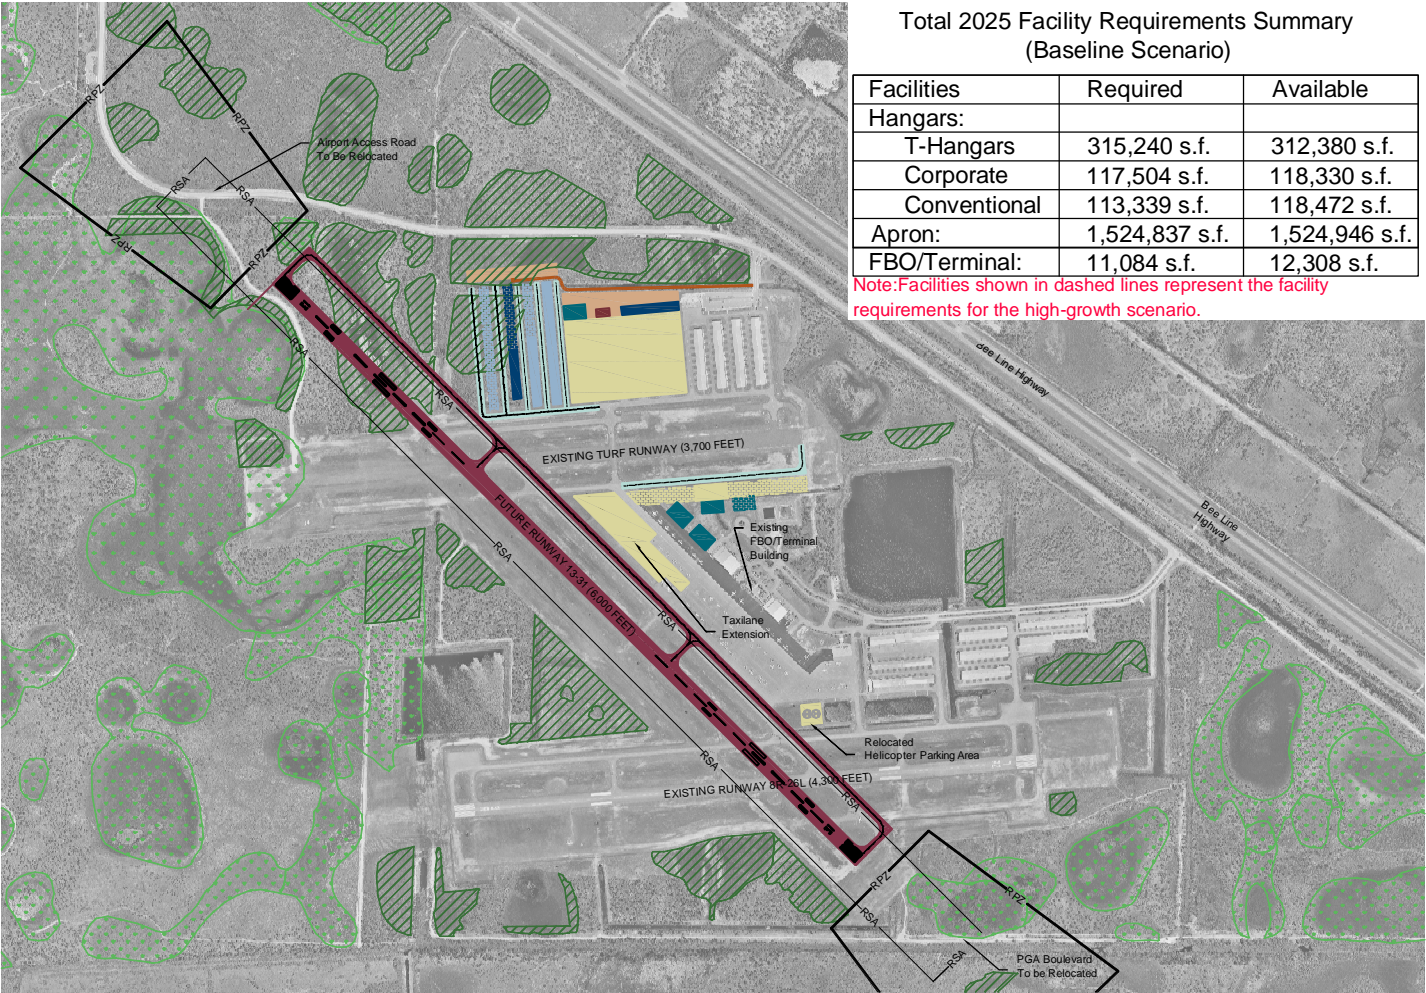 Total 2025 Facility Requirements Summary
(Baseline Scenario)
Facilities Required Available
Hangars:
T-Hangars 315,240 s.f. 312,380 s.f.
Corporate 117,504 s.f. 118,330 s.f.
Conventional 113,339 s.f. 118,472 s.f.
Apron: 1,524,837 s.f. 1,524,946 s.f.
FBO/Terminal: 11,084 s.f. 12,308 s.f.
Note:Facilities shown in dashed lines represent the facility
requirements for the high-growth scenario.
RPZ
RPZ
Airport Access Road
To Be Relocated
RSA
RSA
RPZ
RPZ
RSA
Bee Line Highway
RSA
EXISTING TURF RUNWAY (3,700 FEET)
FUTURE RUNWAY 13-31 (6,000 FEET)
Bee Line
Highway
Existing
FBO/Terminal
Building
RSA
RSA
Taxilane
Extension
Relocated
Helicopter Parking Area
RSA
EXISTING RUNWAY 8R-26L (4,300 FEET)
RSA
RPZ
RPZ
RSA
RSA
PGA Boulevard
To be Relocated